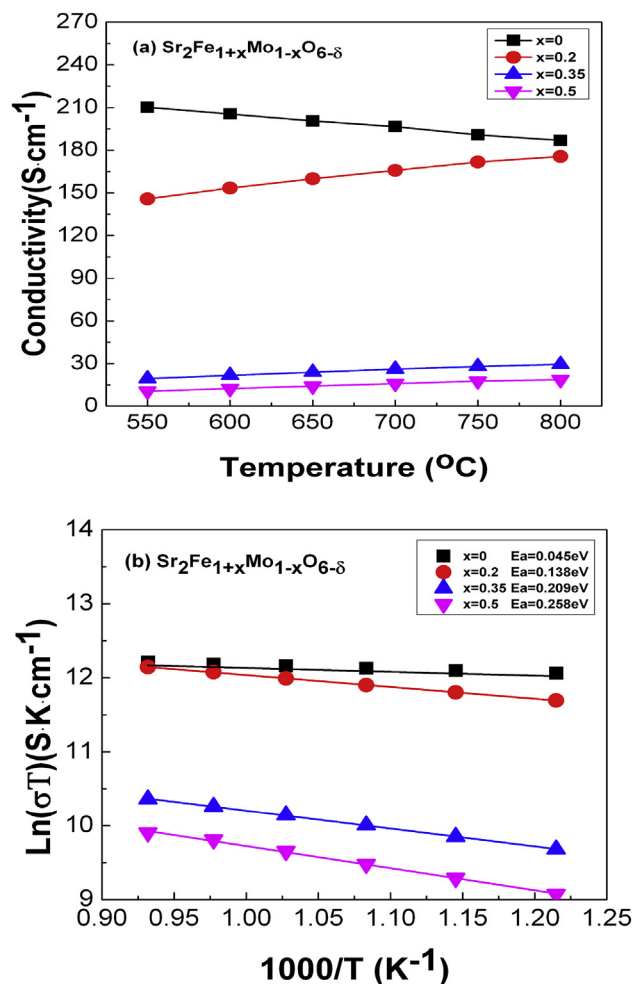 (a) Sr2Fe1+xMo1-xO6-δ
x=0
x=0.2
x=0.35
x=0.5
270
240
210
180
150
120
90
60
30
0
Conductivity(S·cm-1)
550 600 650 700 750 800
Temperature (OC)
(b) Sr2Fe1+xMo1-xO6-δ
x=0 Ea=0.045eV
x=0.2 Ea=0.138eV
x=0.35 Ea=0.209eV
x=0.5 Ea=0.258eV
14
13
12
11
10
9
Ln(σT)(S·K·cm-1)
0.90 0.95 1.00 1.05 1.10 1.15 1.20 1.25
1000/T (K-1)